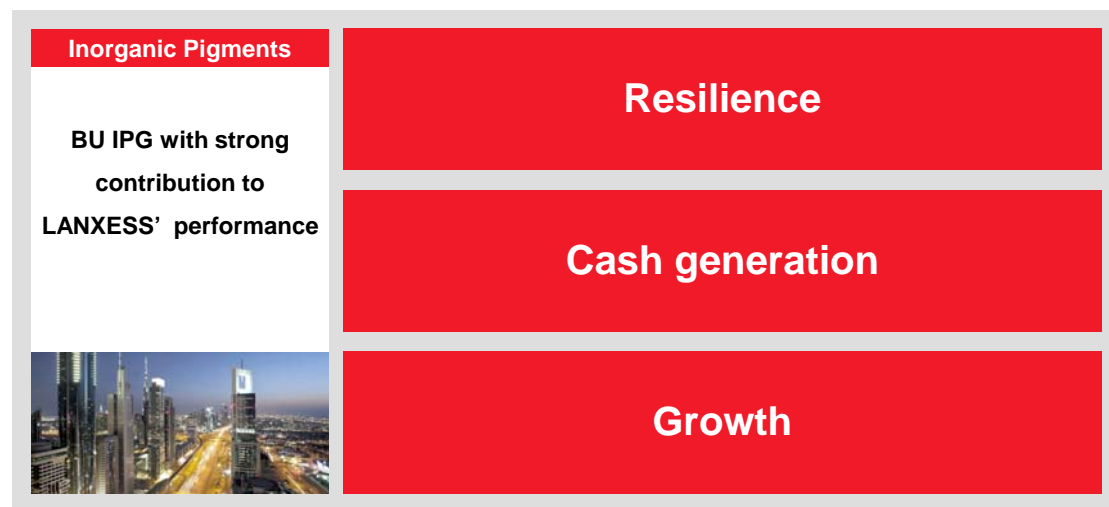 Inorganic Pigments
BU IPG with strong
contribution to
LANXESS’ performance
Resilience
Cash generation
Growth